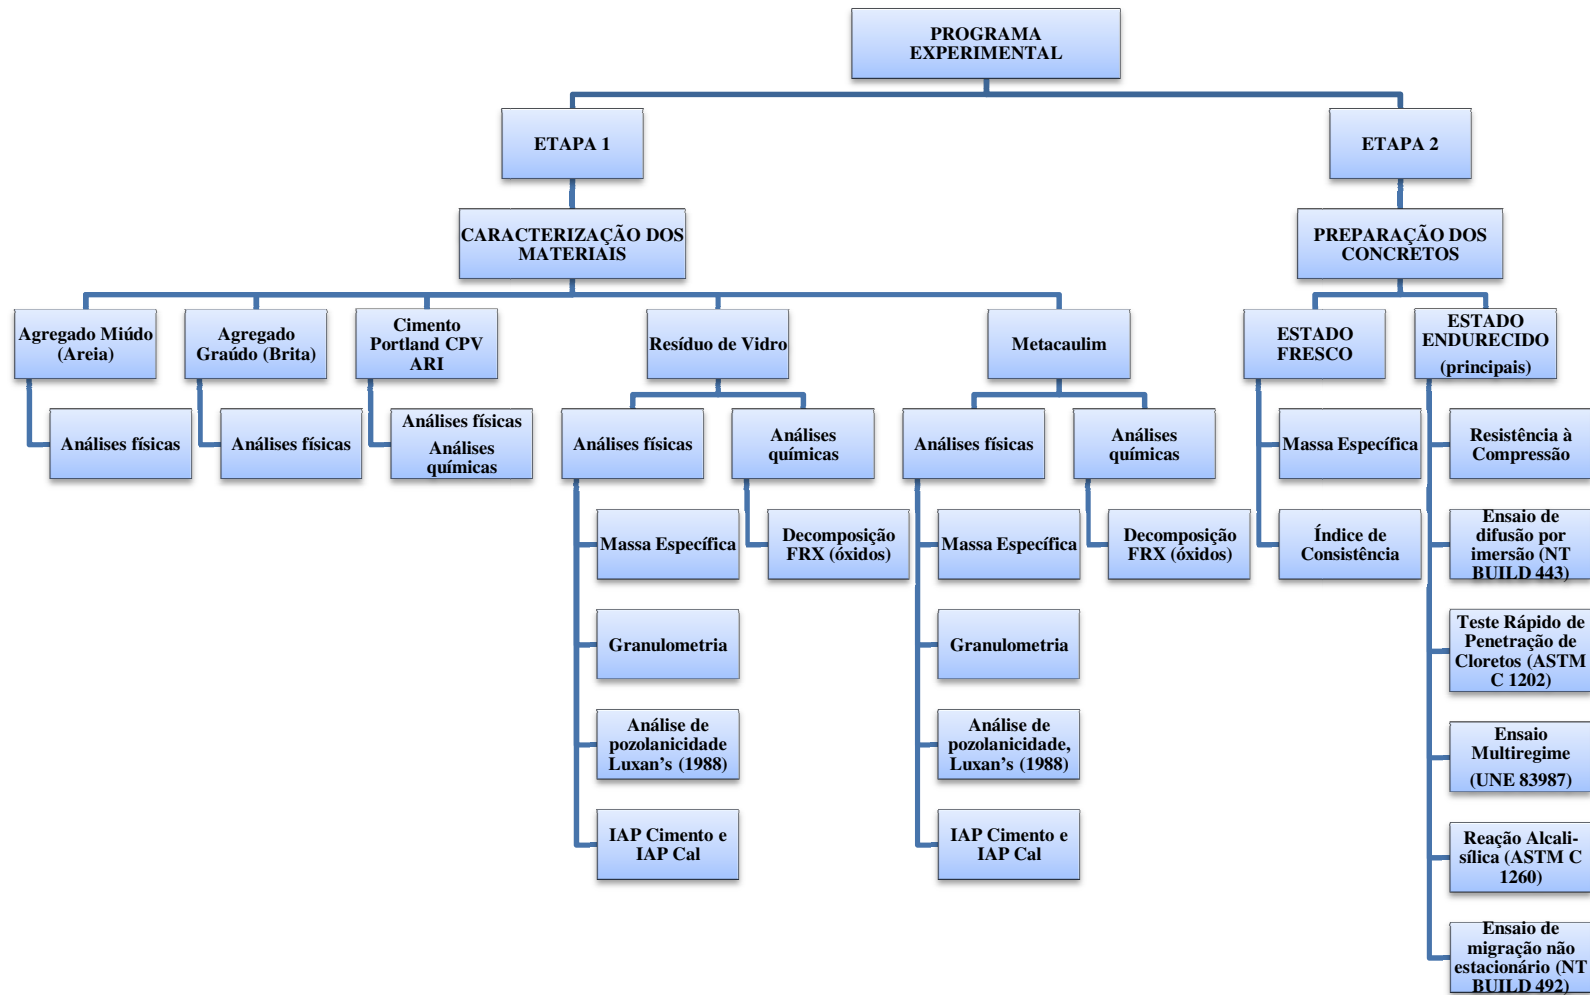 PROGRAMA
EXPERIMENTAL
ETAPA 1
ETAPA 2
CARACTERIZAÇÃO DOS
MATERIAIS
PREPARAÇÃO DOS
CONCRETOS
Agregado Miúdo
(Areia)
Agregado
Graúdo (Brita)
Cimento
Portland CPV
ARI
Resíduo de Vidro
Metacaulim
ESTADO
FRESCO
ESTADO
ENDURECIDO
(principais)
Análises físicas
Análises físicas
Análises físicas
Análises
químicas
Análises físicas
Análises
químicas
Análises físicas
Análises
químicas
Massa Específica
Resistência à
Compressão
Massa Específica
Decomposição
FRX (óxidos)
Massa Específica
Decomposição
FRX (óxidos)
Índice de
Consistência
Ensaio de
difusão por
imersão (NT
BUILD 443)
Granulometria
Granulometria
Teste Rápido de
Penetração de
Cloretos (ASTM
C 1202)
Análise de
pozolanicidade
Luxan's (1988)
Análise de
pozolanicidade,
Luxan's (1988)
Ensaio
Multiregime
(UNE 83987)
IAP Cimento e
IAP Cal
IAP Cimento e
IAP Cal
Reação Alcali-
sílica (ASTM C
1260)
Ensaio de
migração não
estacionário (NT
BUILD 492)